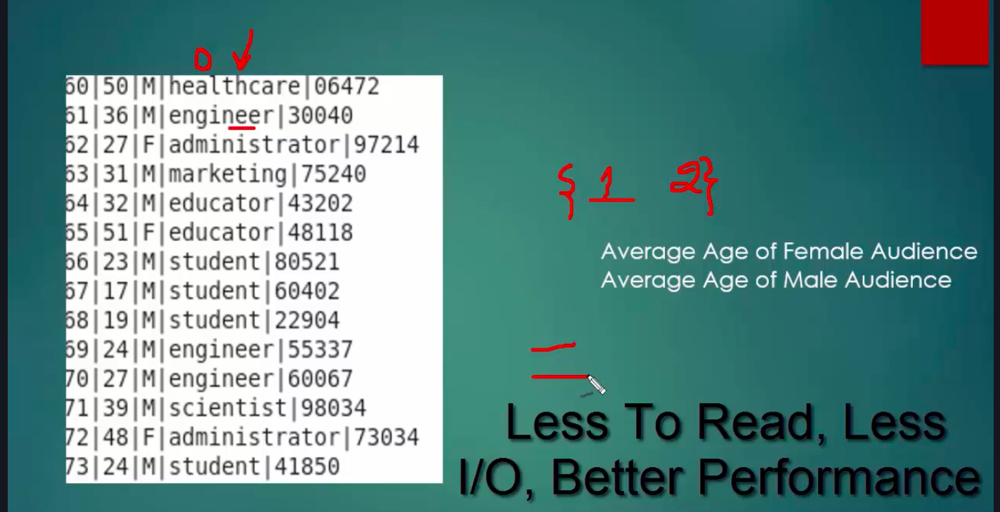 0
60|50|M|healthcare|06472
61|36|M|engineer|30040
62|27|F|administrator|97214
63|31|M|marketing|75240
64|32|M|educator|43202
65|51|F|educator|48118
66|23|M|student|80521
67|17|M|student|60402
68|19|M|student|22904
69|24|M|engineer|55337
70|27|M|engineer|60067
71|39|M|scientist|98034
72|48|F|administrator|73034
73|24|M|student|41850
{ 1 2}
Average Age of Female Audience
Average Age of Male Audience
Less To Read, Less
I/O, Better Performance